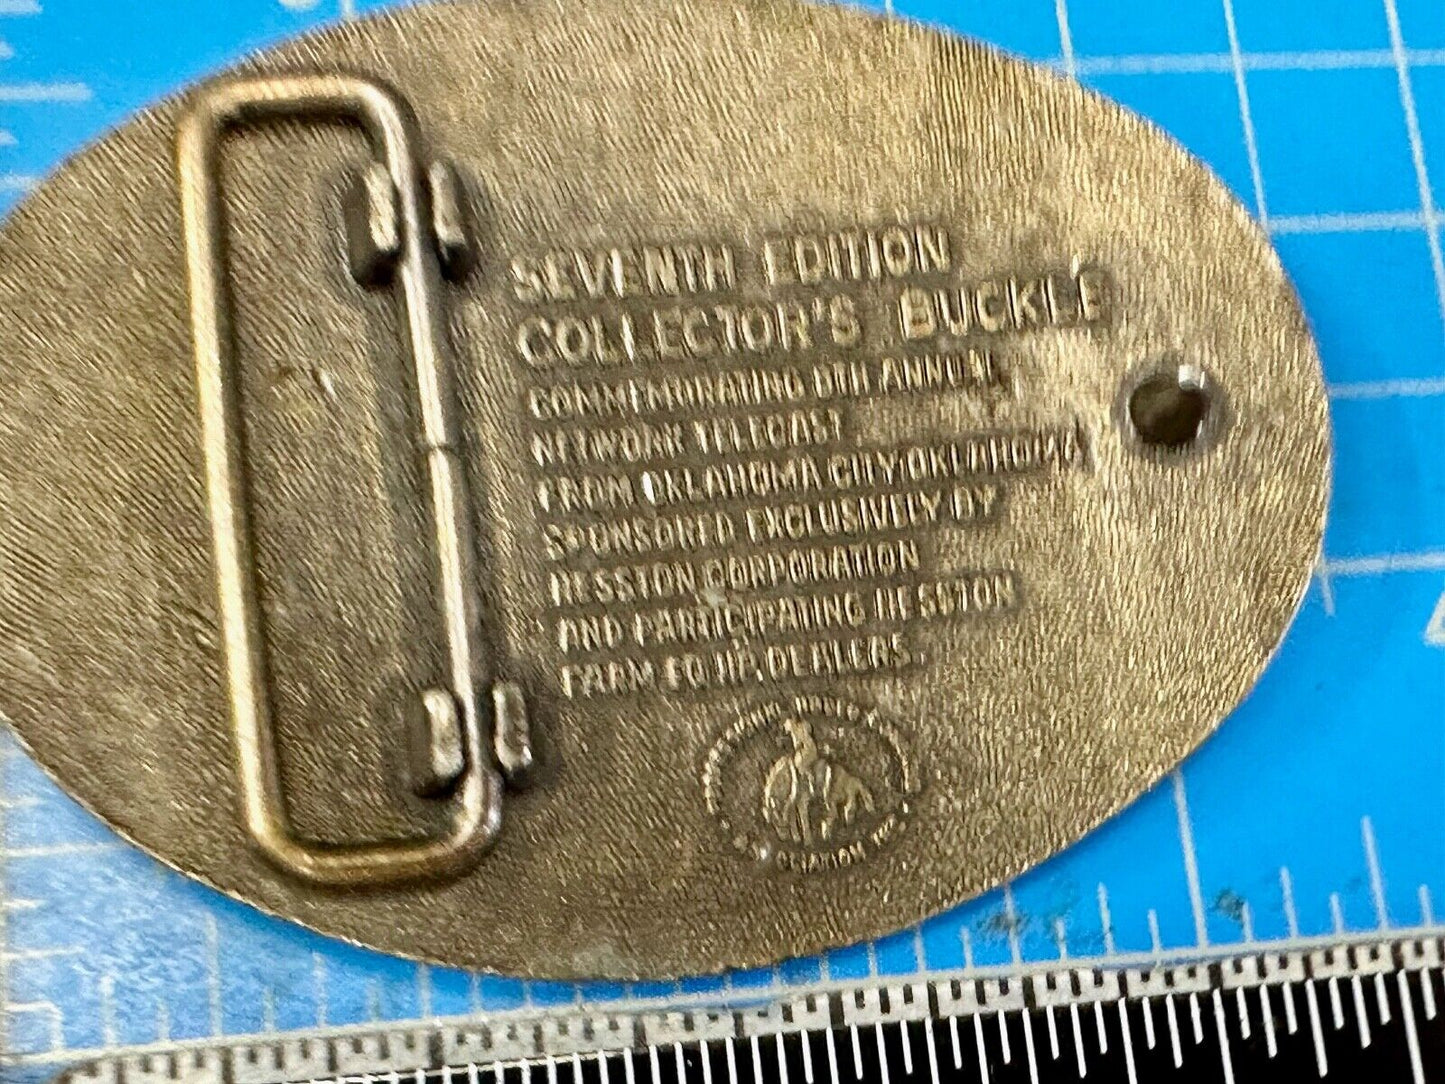 SEVENTH EDITION
COLLECTOR'S BUCKLE
COMMEMORATING 6TH ANNUAL
NETWORK TELECAST
FROM OKLAHOMA CITY OKLAHOMA
SPONSORED EXCLUSIVELY BY
HESSTON CORPORATION
AND PARTICIPATING HESSTON
FARM EQUIP. DEALERS.